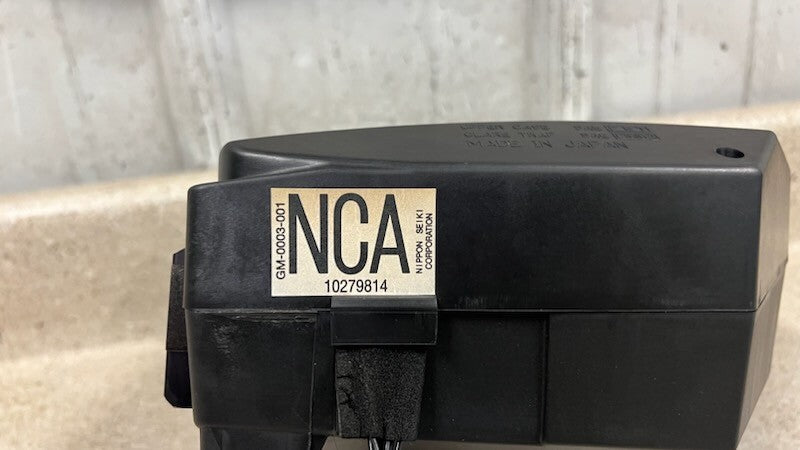 MADE IN JAPAN
GM-0003-001
NCA
NIPPON SEIKI
CORPORATION
10279814